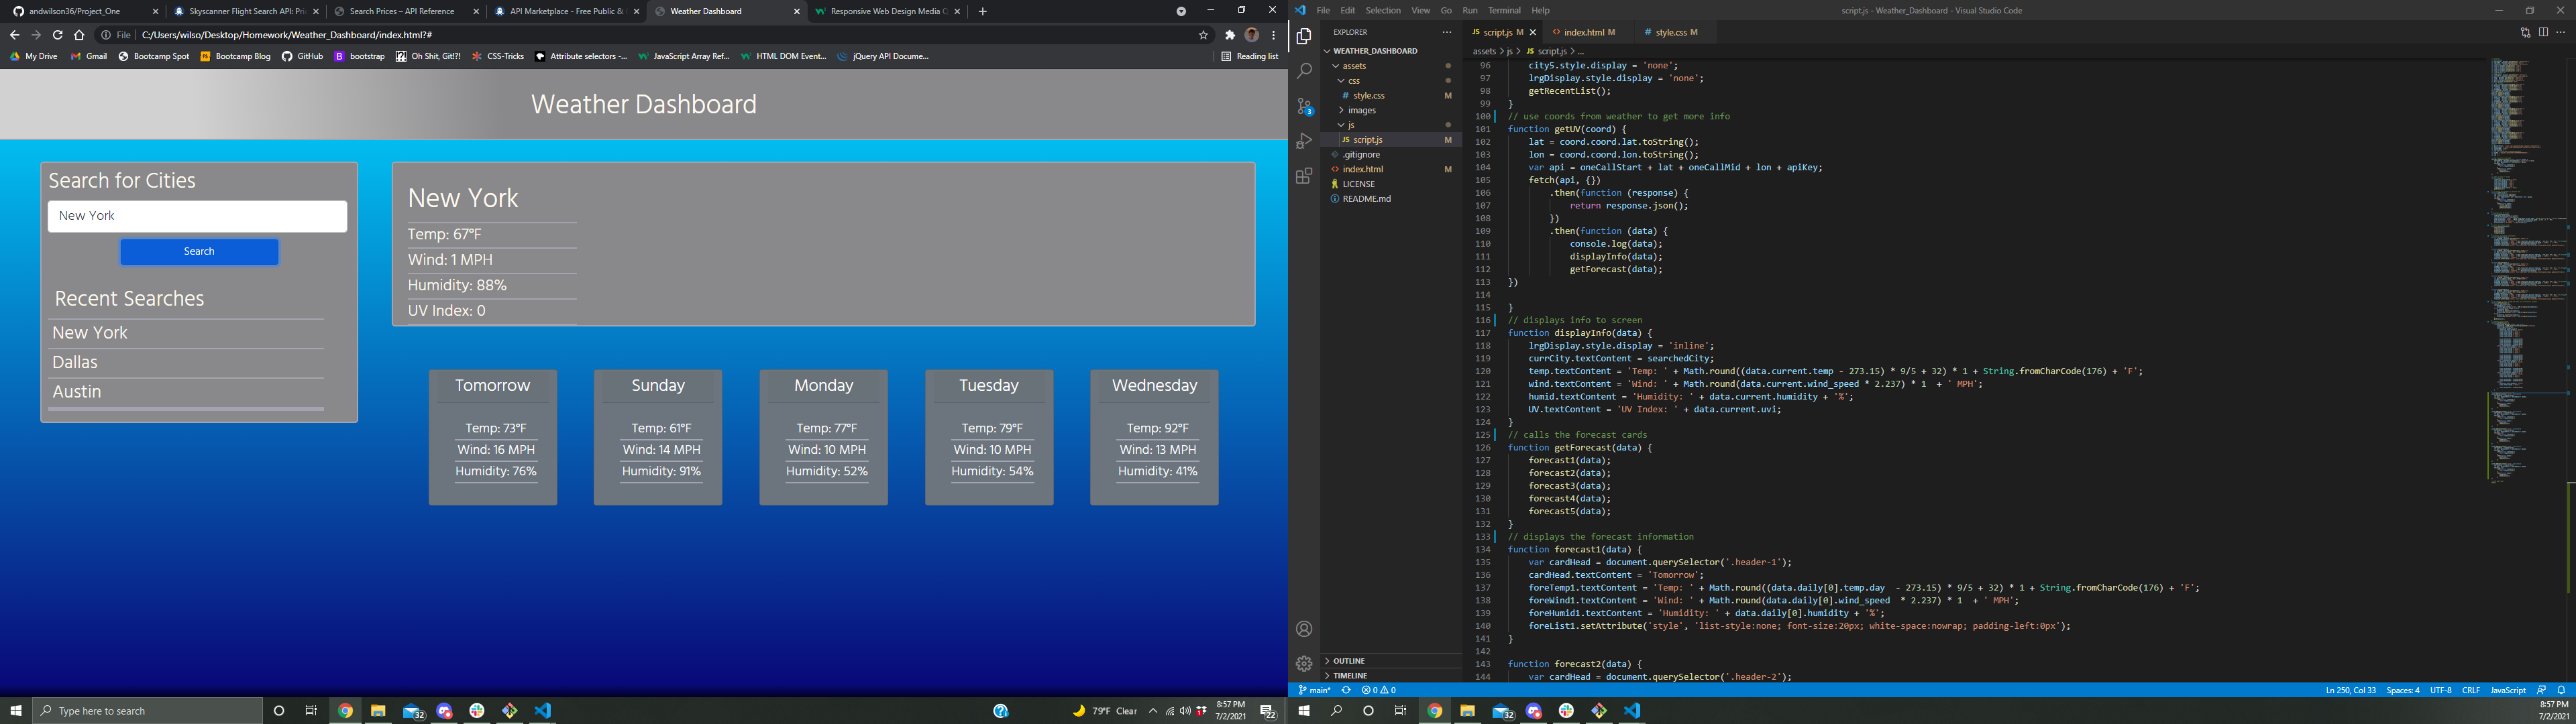 andwilson36/Project_One
Skyscanner Flight Search API: Pri
Search Prices – API Reference
API Marketplace - Free Public &
Weather Dashboard
Responsive Web Design Media Q
File C:/Users/wilso/Desktop/Homework/Weather_Dashboard/index.html?#
My Drive Gmail Bootcamp Spot Bootcamp Blog GitHub bootstrap Oh Shit, Git!?! CSS-Tricks Attribute selectors -... JavaScript Array Ref... HTML DOM Event... jQuery API Docume... Reading list
Weather Dashboard
Search for Cities
New York
Search
Recent Searches
New York
Dallas
Austin
New York
Temp: 67°F
Wind: 1 MPH
Humidity: 88%
UV Index: 0
Tomorrow
Temp: 73°F
Wind: 16 MPH
Humidity: 76%
Sunday
Temp: 61°F
Wind: 14 MPH
Humidity: 91%
Monday
Temp: 77°F
Wind: 10 MPH
Humidity: 52%
Tuesday
Temp: 79°F
Wind: 10 MPH
Humidity: 54%
Wednesday
Temp: 92°F
Wind: 13 MPH
Humidity: 41%
Type here to search
32
79°F Clear
8:57 PM
7/2/2021
22
File Edit Selection View Go Run Terminal Help
script.js - Weather_Dashboard - Visual Studio Code
EXPLORER
WEATHER_DASHBOARD
assets
css
# style.css M
images
js
JS script.js M
.gitignore
index.html M
LICENSE
README.md
OUTLINE
TIMELINE
3
JS script.js M
index.html M
# style.css M
assets > js > JS script.js > ...
96 city5.style.display = 'none';
97 lrgDisplay.style.display = 'none';
98 getRecentList();
99 }
100 // use coords from weather to get more info
101 function getUV(coord) {
102 lat = coord.coord.lat.toString();
103 lon = coord.coord.lon.toString();
104 var api = oneCallStart + lat + oneCallMid + lon + apiKey;
105 fetch(api, {})
106 .then(function (response) {
107 return response.json();
108 })
109 .then(function (data) {
110 console.log(data);
111 displayInfo(data);
112 getForecast(data);
113 })
114
115 }
116 // displays info to screen
117 function displayInfo(data) {
118 lrgDisplay.style.display = 'inline';
119 currCity.textContent = searchedCity;
120 temp.textContent = 'Temp: ' + Math.round((data.current.temp - 273.15) * 9/5 + 32) * 1 + String.fromCharCode(176) + 'F';
121 wind.textContent = 'Wind: ' + Math.round(data.current.wind_speed * 2.237) * 1 + ' MPH';
122 humid.textContent = 'Humidity: ' + data.current.humidity + '%';
123 UV.textContent = 'UV Index: ' + data.current.uvi;
124 }
125 // calls the forecast cards
126 function getForecast(data) {
127 forecast1(data);
128 forecast2(data);
129 forecast3(data);
130 forecast4(data);
131 forecast5(data);
132 }
133 // displays the forecast information
134 function forecast1(data) {
135 var cardHead = document.querySelector('.header-1');
136 cardHead.textContent = 'Tomorrow';
137 foreTemp1.textContent = 'Temp: ' + Math.round((data.daily[0].temp.day - 273.15) * 9/5 + 32) * 1 + String.fromCharCode(176) + 'F';
138 foreWind1.textContent = 'Wind: ' + Math.round(data.daily[0].wind_speed * 2.237) * 1 + ' MPH';
139 foreHumid1.textContent = 'Humidity: ' + data.daily[0].humidity + '%';
140 foreList1.setAttribute('style', 'list-style:none; font-size:20px; white-space:nowrap; padding-left:0px');
141 }
142
143 function forecast2(data) {
144 var cardHead = document.querySelector('.header-2');
main* 0 0
Ln 250, Col 33 Spaces: 4 UTF-8 CRLF JavaScript
32
8:57 PM
7/2/2021